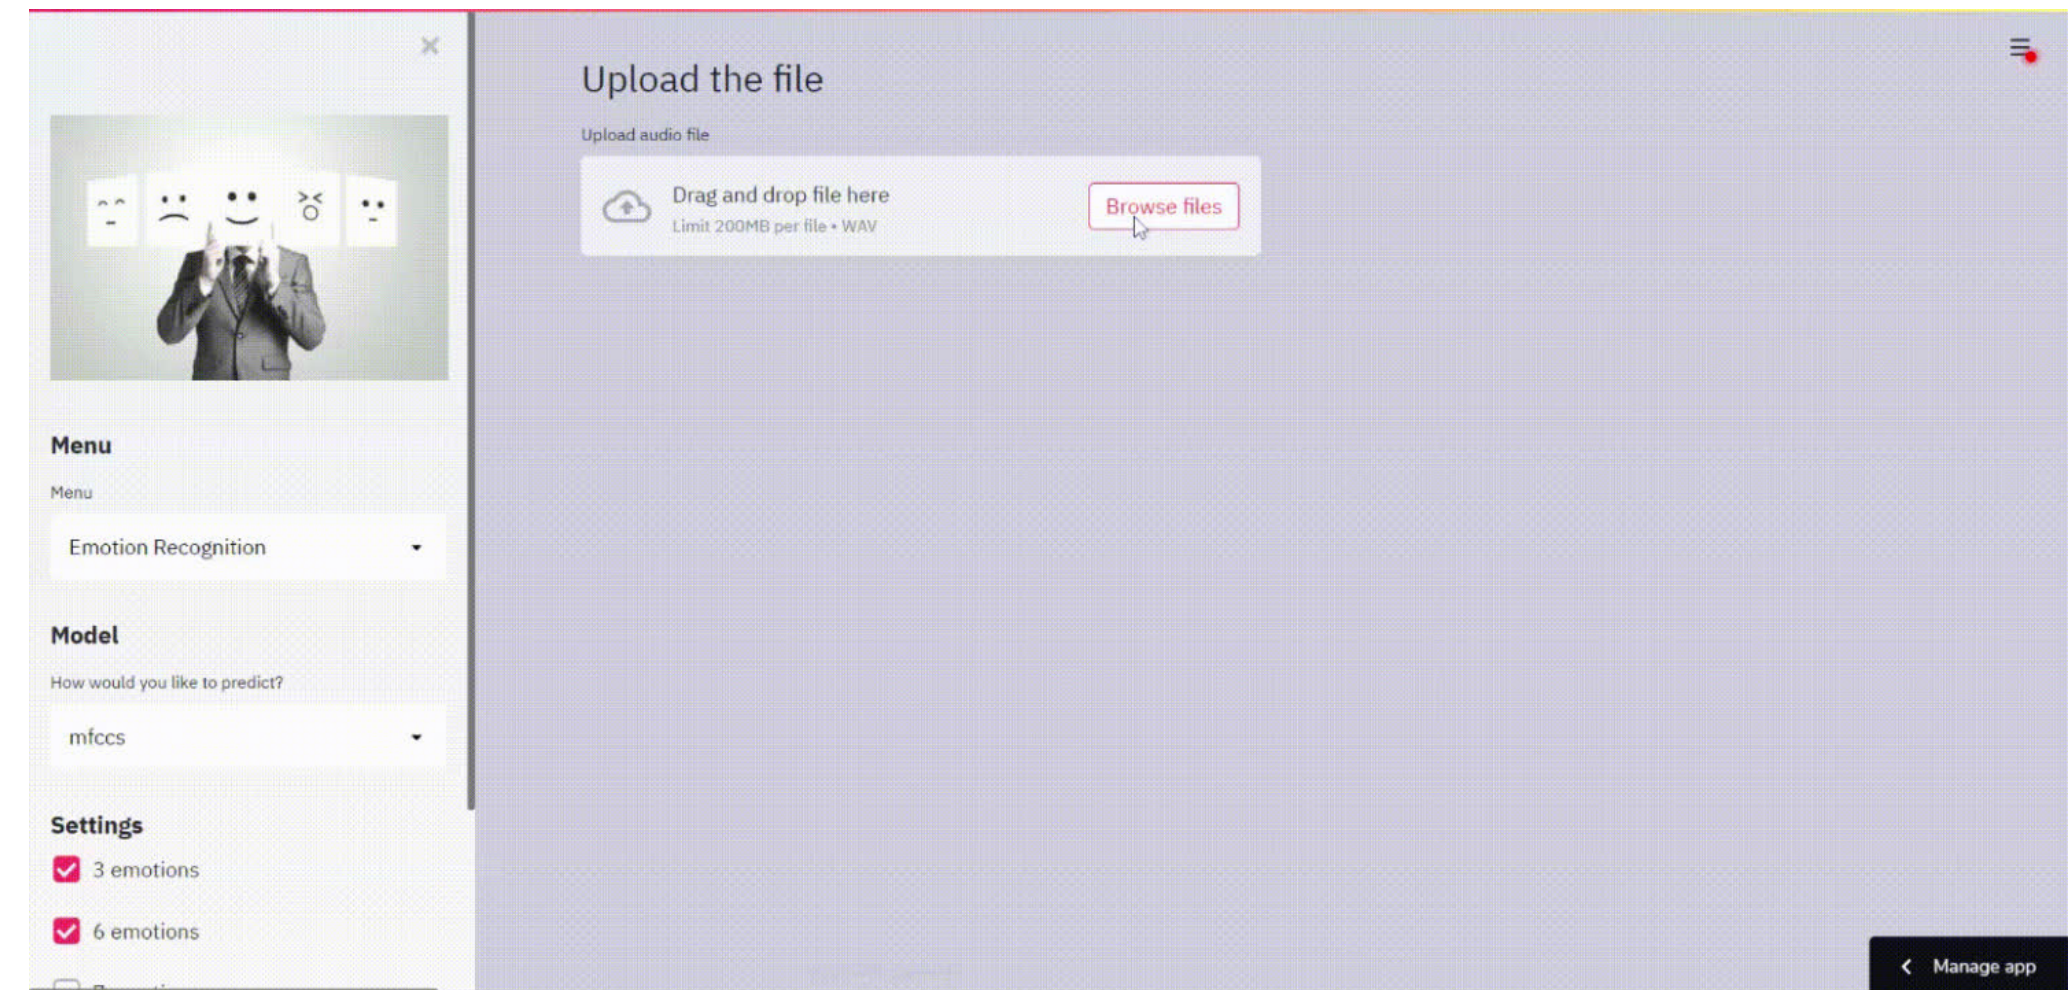 Menu
Menu
Emotion Recognition
Model
How would you like to predict?
mfccs
Settings
3 emotions
6 emotions
Upload the file
Upload audio file
Drag and drop file here
Limit 200MB per file • WAV
Browse files
Manage app